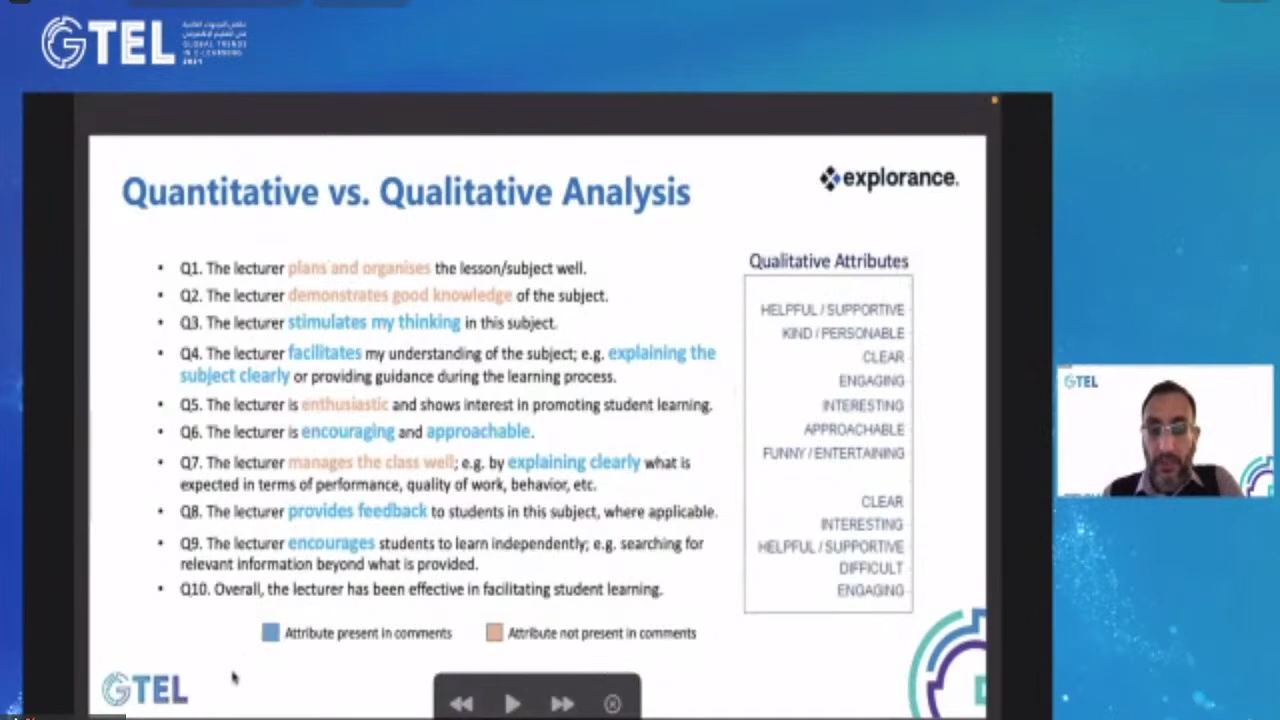 GTEL
GLOBAL TRENDS
IN E-LEARNING
2021
Quantitative vs. Qualitative Analysis
explorance.
• Q1. The lecturer plans and organises the lesson/subject well.
• Q2. The lecturer demonstrates good knowledge of the subject.
• Q3. The lecturer stimulates my thinking in this subject.
• Q4. The lecturer facilitates my understanding of the subject; e.g. explaining the
subject clearly or providing guidance during the learning process.
• Q5. The lecturer is enthusiastic and shows interest in promoting student learning.
• Q6. The lecturer is encouraging and approachable.
• Q7. The lecturer manages the class well; e.g. by explaining clearly what is
expected in terms of performance, quality of work, behavior, etc.
• Q8. The lecturer provides feedback to students in this subject, where applicable.
• Q9. The lecturer encourages students to learn independently; e.g. searching for
relevant information beyond what is provided.
• Q10. Overall, the lecturer has been effective in facilitating student learning.
Attribute present in comments
Attribute not present in comments
Qualitative Attributes
HELPFUL / SUPPORTIVE
KIND / PERSONABLE
CLEAR
ENGAGING
INTERESTING
APPROACHABLE
FUNNY / ENTERTAINING
CLEAR
INTERESTING
HELPFUL / SUPPORTIVE
DIFFICULT
ENGAGING
GTEL
GTEL